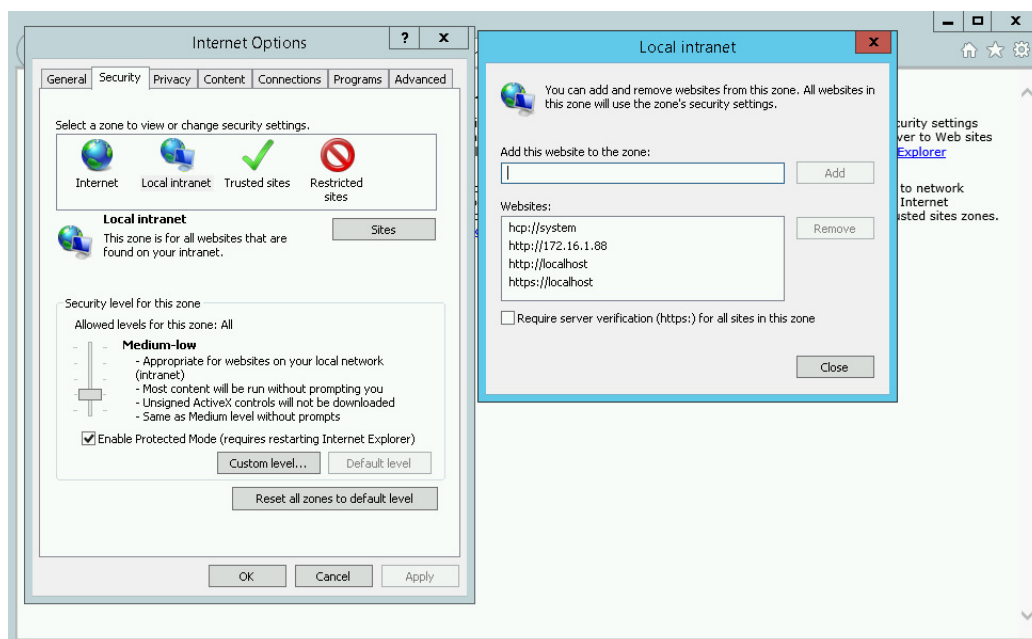 Internet Options
? x
General Security Privacy Content Connections Programs Advanced
Select a zone to view or change security settings.
Internet
Local intranet
Trusted sites
Restricted
sites
Local intranet
This zone is for all websites that are
found on your intranet.
Sites
Security level for this zone
Allowed levels for this zone: All
Medium-low
- Appropriate for websites on your local network
(intranet)
- Most content will be run without prompting you
- Unsigned ActiveX controls will not be downloaded
- Same as Medium level without prompts
Enable Protected Mode (requires restarting Internet Explorer)
Custom level...
Default level
Reset all zones to default level
OK
Cancel
Apply
Local intranet
x
You can add and remove websites from this zone. All websites in
this zone will use the zone's security settings.
Add this website to the zone:
Add
Websites:
hcp://system
http://172.16.1.88
http://localhost
https://localhost
Remove
Require server verification (https:) for all sites in this zone
Close
x
security settings
ver to Web sites
Explorer
to network
Internet
usted sites zones.